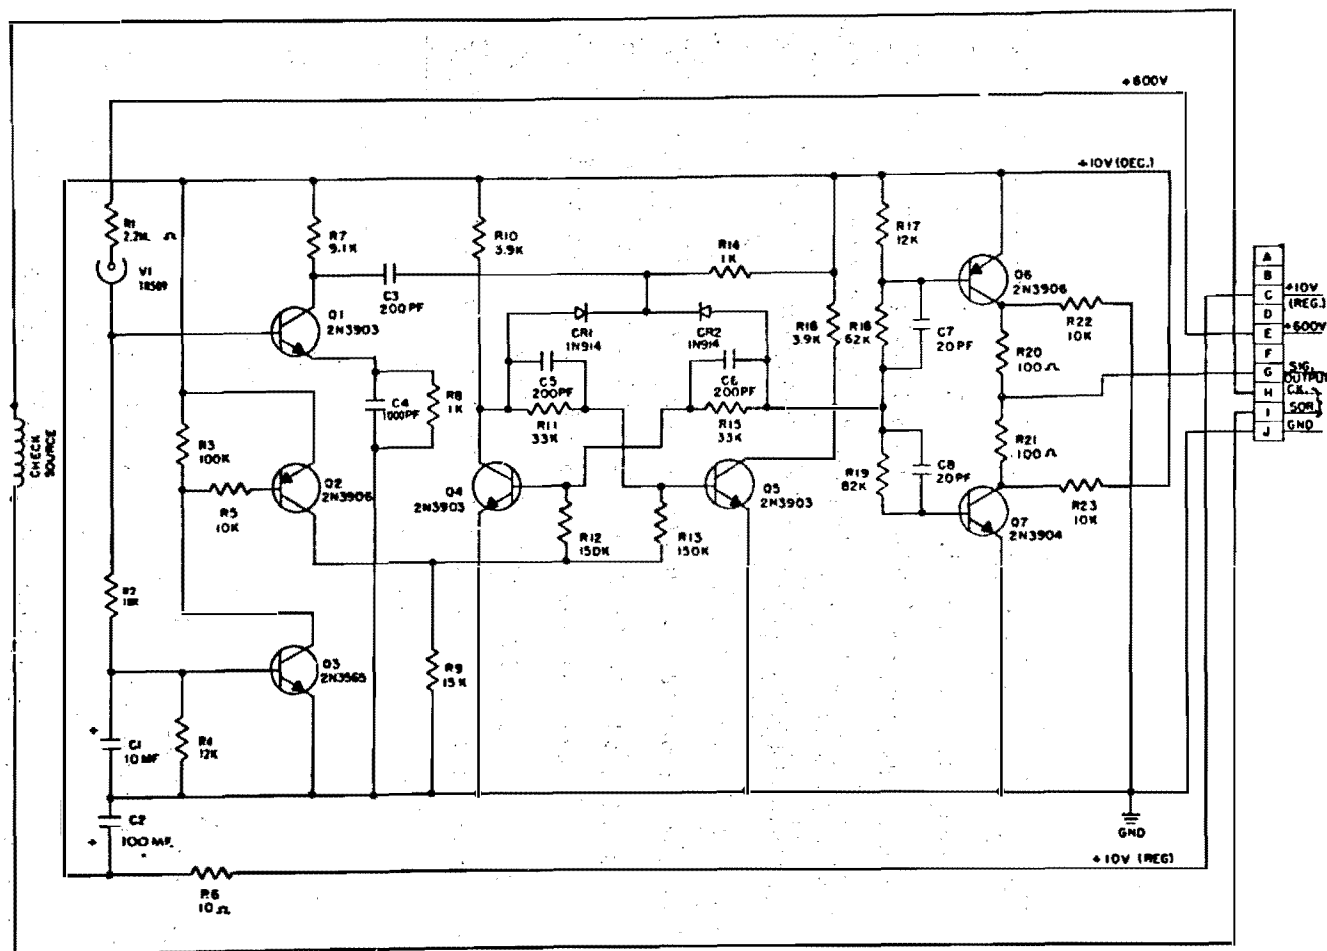 +600V
+10V (DEC.)
R1
2.2M Ω
V1
R7
9.1K
R10
3.9K
R14
1K
R17
12K
C3
200PF
Q1
2N3903
CR1
1N914
CR2
1N914
R16
3.9K
R18
62K
C7
20PF
Q6
2N3906
R22
10K
R20
100Ω
C4
1000PF
R8
1K
C5
200PF
R11
33K
C6
200PF
R15
33K
R21
100Ω
CHECK
SOURCE
R3
100K
R5
10K
Q2
2N3906
Q4
2N3903
Q5
2N3903
R19
82K
C8
20PF
R23
10K
Q7
2N3904
R12
150K
R13
150K
R2
Q3
2N3565
R9
15K
+
C1
10MF
R4
12K
C2
+
100MF
R6
10Ω
+10V (REG)
GND
A
B
C
+10V
(REG.)
D
E
+600V
F
G
SIG.
OUTPUT
H
CK.
I
SOR.
J
GND